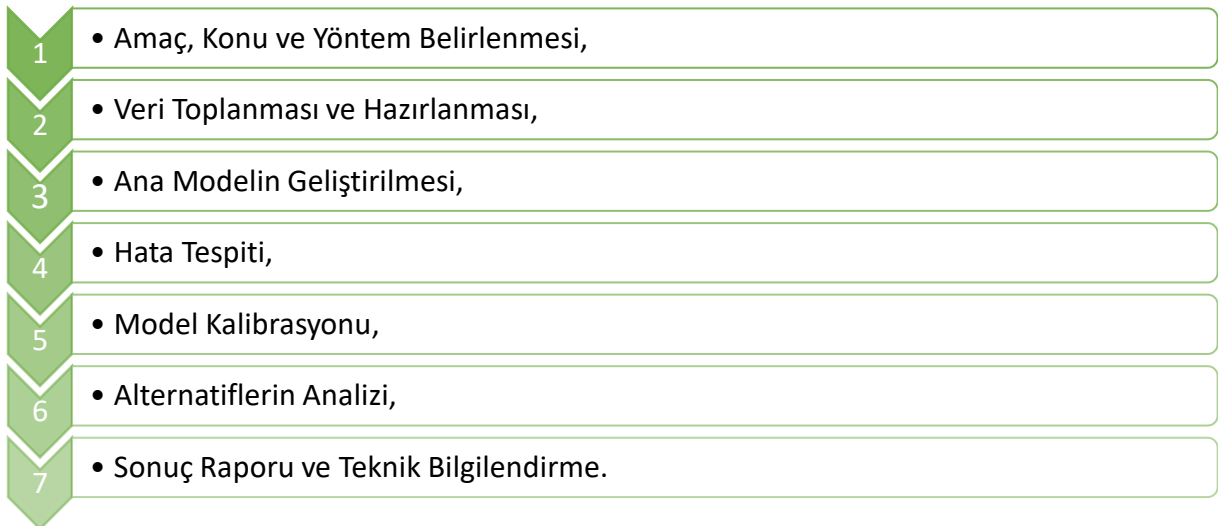 1 • Amaç, Konu ve Yöntem Belirlenmesi,
2 • Veri Toplanması ve Hazırlanması,
3 • Ana Modelin Geliştirilmesi,
4 • Hata Tespiti,
5 • Model Kalibrasyonu,
6 • Alternatiflerin Analizi,
7 • Sonuç Raporu ve Teknik Bilgilendirme.